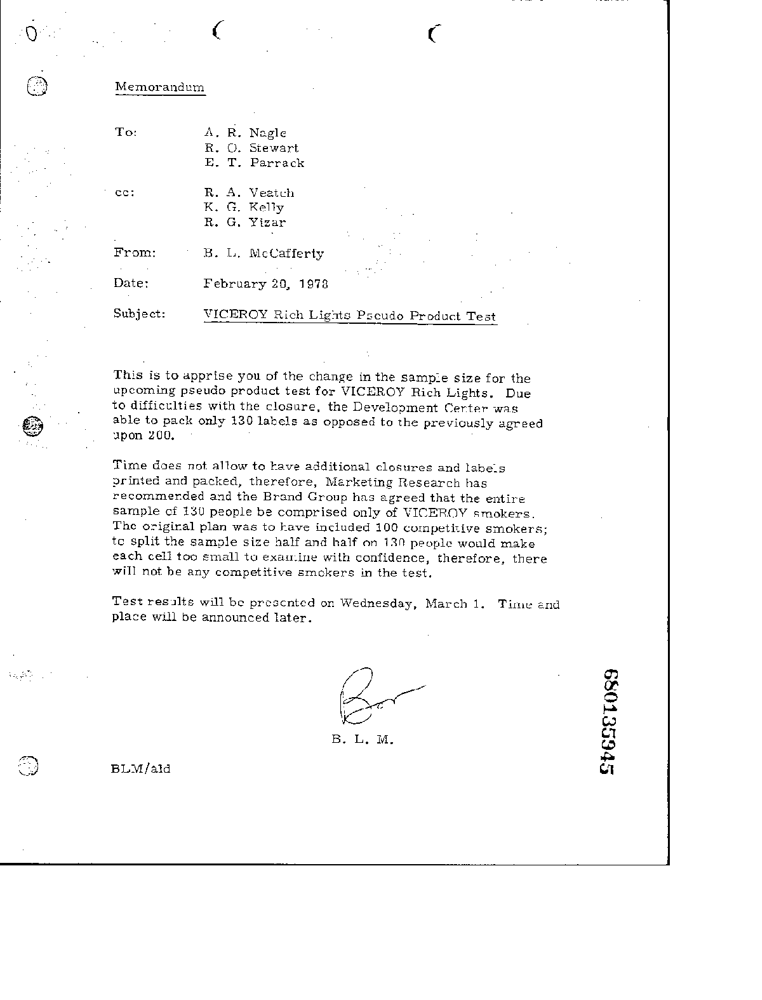 Memorandum
To: A. R. Nagle
R. O. Stewart
E. T. Parrack
cc: R. A. Veatch
K. G. Kelly
R. G. Yizar
From: B. L. McCafferty
Date: February 20, 1978
Subject: VICEROY Rich Lights Pseudo Product Test
This is to apprise you of the change in the sample size for the
upcoming pseudo product test for VICEROY Rich Lights. Due
to difficulties with the closure, the Development Center was
able to pack only 130 labels as opposed to the previously agreed
upon 200.
Time does not allow to have additional closures and labels
printed and packed, therefore, Marketing Research has
recommended and the Brand Group has agreed that the entire
sample of 130 people be comprised only of VICEROY smokers.
The original plan was to have included 100 competitive smokers;
to split the sample size half and half on 130 people would make
each cell too small to examine with confidence, therefore, there
will not be any competitive smokers in the test.
Test results will be presented on Wednesday, March 1. Time and
place will be announced later.
B. L. M.
BLM/ald
680135945